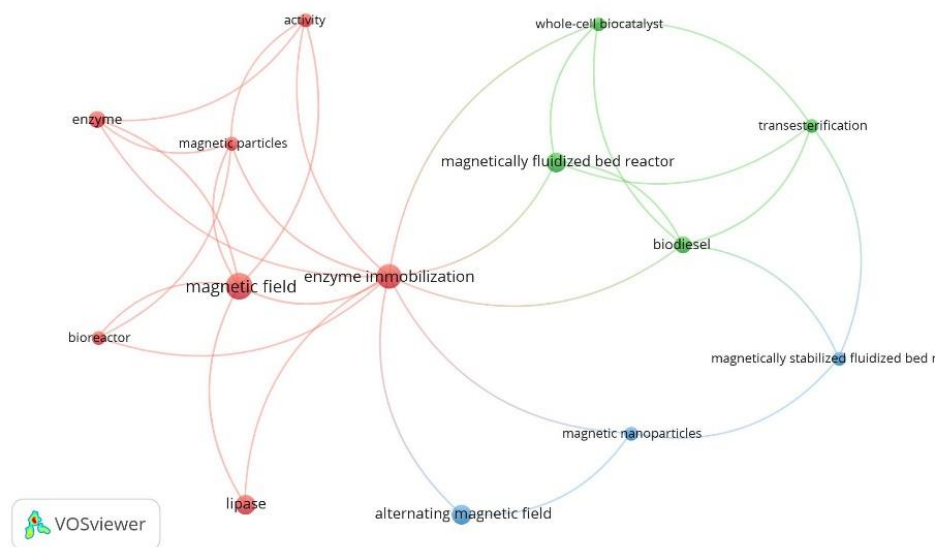 activity
whole-cell biocatalyst
enzyme
transesterification
magnetic particles
magnetically fluidized bed reactor
biodiesel
enzyme immobilization
magnetic field
bioreactor
magnetically stabilized fluidized bed r
magnetic nanoparticles
lipase
alternating magnetic field
VOSviewer